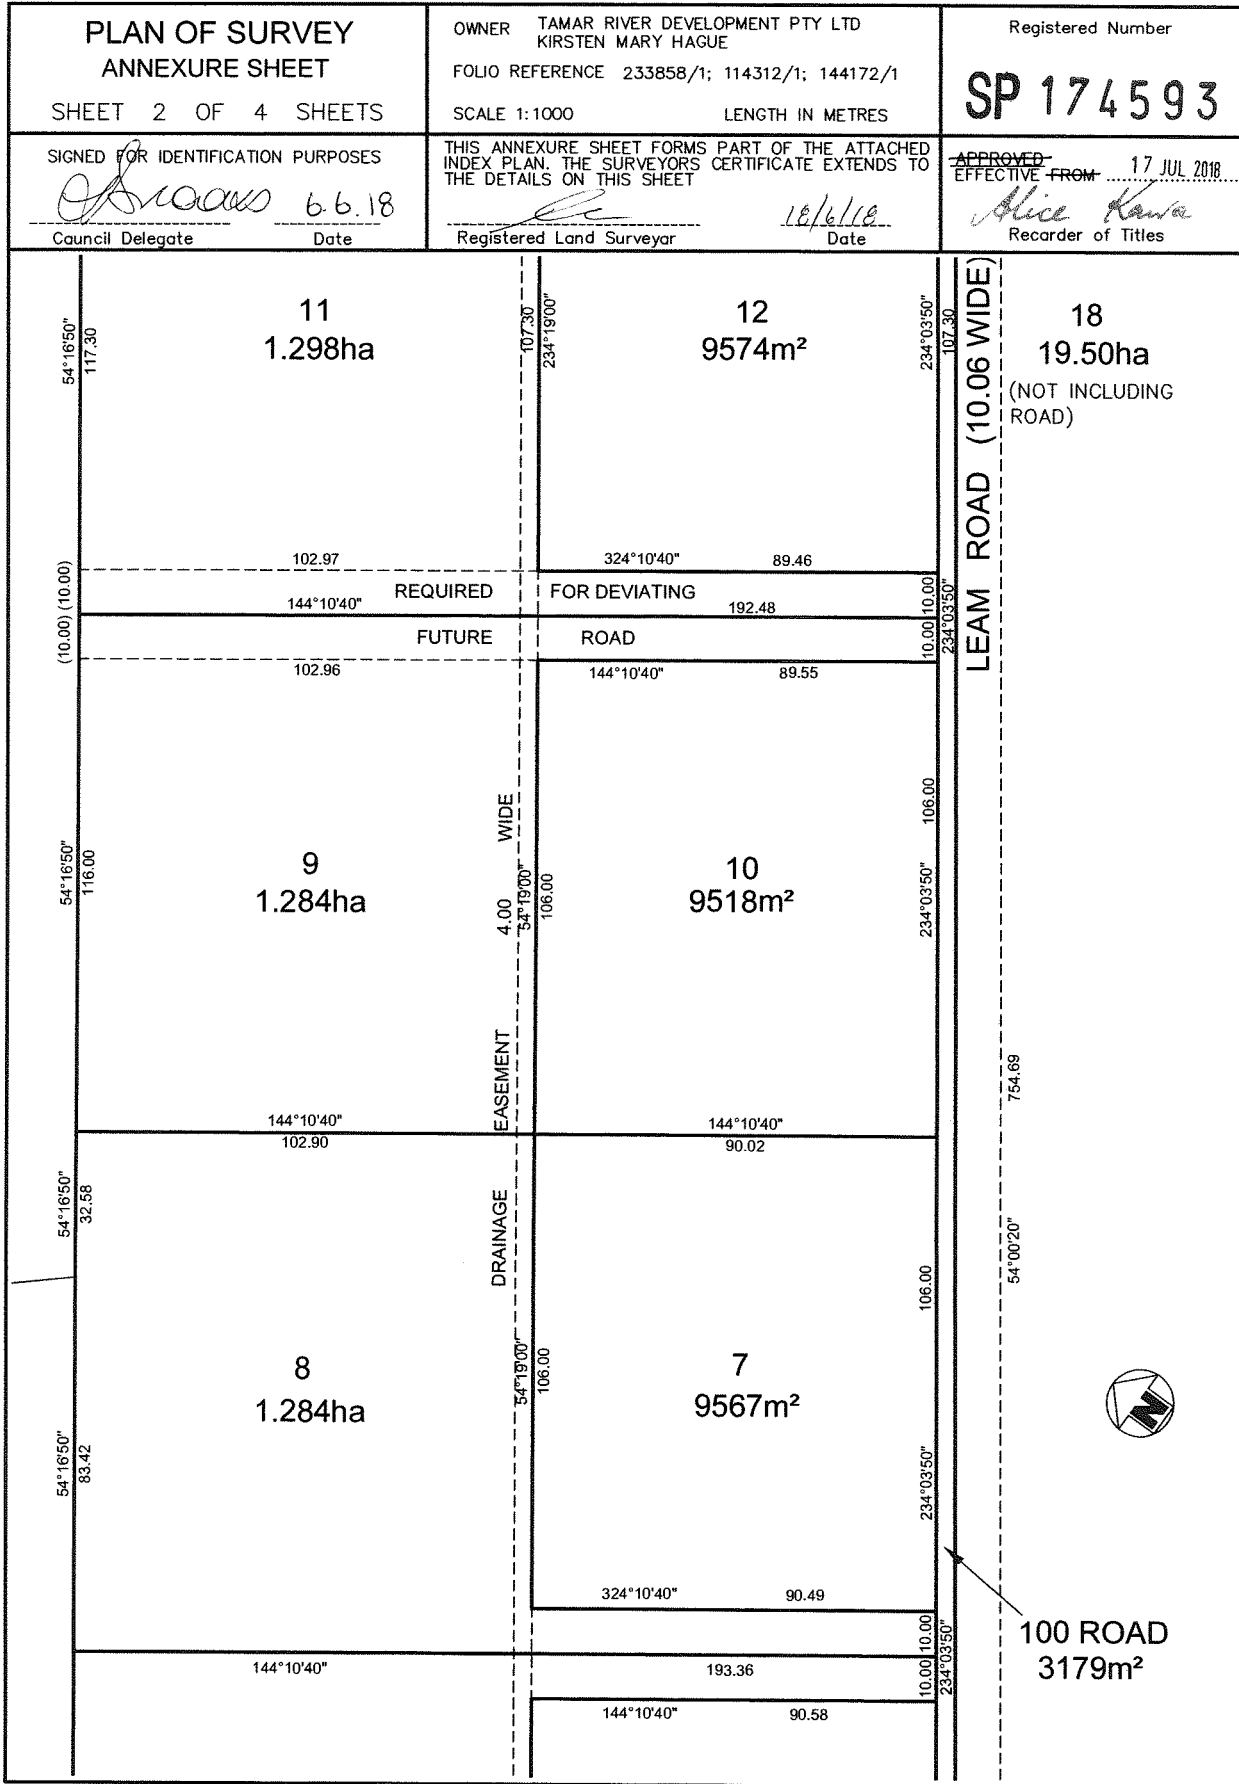 PLAN OF SURVEY
ANNEXURE SHEET
SHEET 2 OF 4 SHEETS
OWNER TAMAR RIVER DEVELOPMENT PTY LTD
KIRSTEN MARY HAGUE
FOLIO REFERENCE 233858/1; 114312/1; 144172/1
SCALE 1:1000 LENGTH IN METRES
Registered Number
SP 174593
SIGNED FOR IDENTIFICATION PURPOSES
6.6.18
Council Delegate Date
THIS ANNEXURE SHEET FORMS PART OF THE ATTACHED
INDEX PLAN. THE SURVEYORS CERTIFICATE EXTENDS TO
THE DETAILS ON THIS SHEET
18/6/18
Registered Land Surveyor Date
APPROVED
EFFECTIVE FROM 17 JUL 2018
Alice Kawa
Recorder of Titles
11
1.298ha
54°16'50"
117.30
107.30
234°19'00"
12
9574m²
234°03'50"
107.30
LEAM ROAD (10.06 WIDE)
18
19.50ha
(NOT INCLUDING
ROAD)
102.97
324°10'40" 89.46
(10.00) (10.00)
REQUIRED FOR DEVIATING
144°10'40" 192.48
10.00 10.00
234°03'50"
FUTURE ROAD
102.96
144°10'40" 89.55
54°16'50"
116.00
9
1.284ha
DRAINAGE EASEMENT 4.00 WIDE
54°19'00"
106.00
10
9518m²
106.00
234°03'50"
144°10'40"
102.90
144°10'40"
90.02
754.69
54°00'20"
54°16'50"
32.58
54°16'50"
83.42
8
1.284ha
54°19'00"
106.00
7
9567m²
106.00
234°03'50"
N
324°10'40" 90.49
100 ROAD
3179m²
144°10'40" 193.36
10.00 10.00
234°03'50"
144°10'40" 90.58